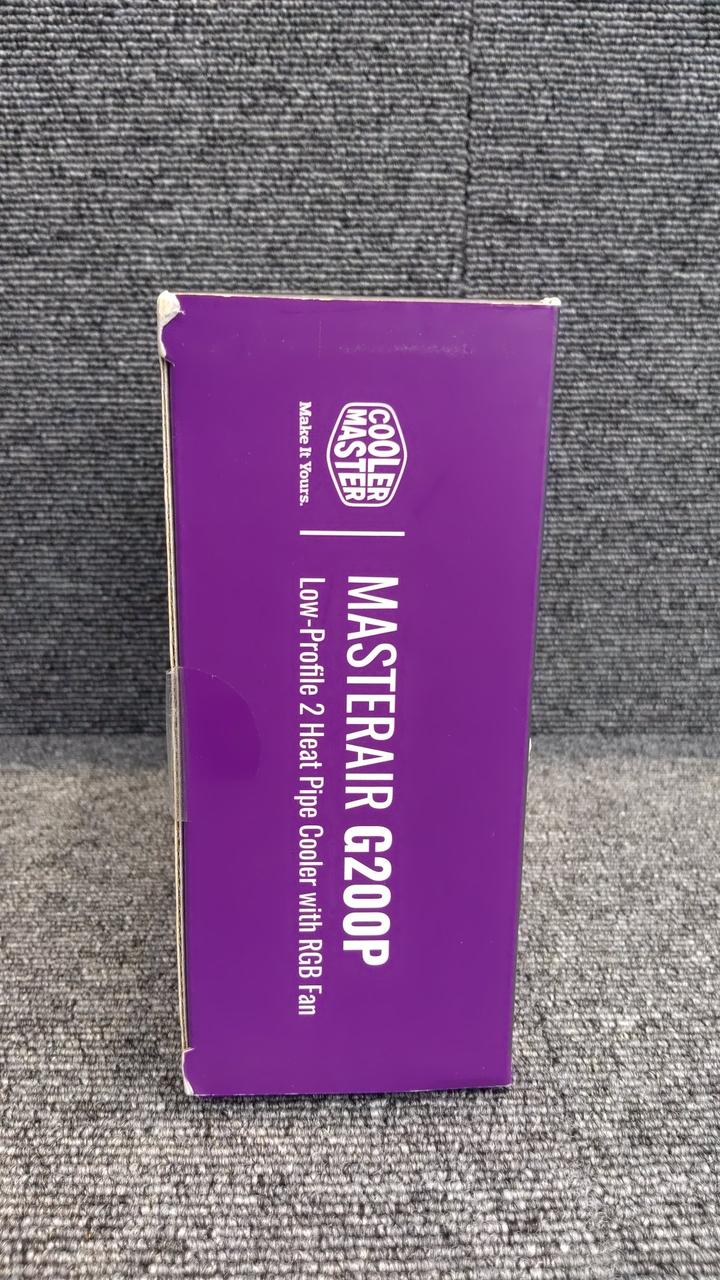 COOLER
MASTER
Make It Yours.
MASTERAIR G200P
Low-Profile 2 Heat Pipe Cooler with RGB Fan